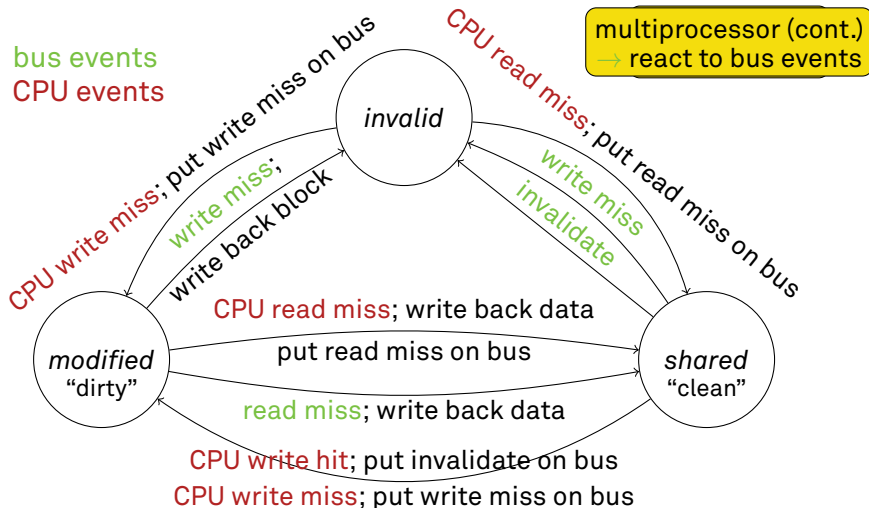 bus events
CPU events
multiprocessor (cont.)
→ react to bus events
invalid
CPU write miss; put write miss on bus
write miss;
write back block
CPU read miss; put read miss on bus
write miss
invalidate
modified
“dirty”
shared
“clean”
CPU read miss; write back data
put read miss on bus
read miss; write back data
CPU write hit; put invalidate on bus
CPU write miss; put write miss on bus